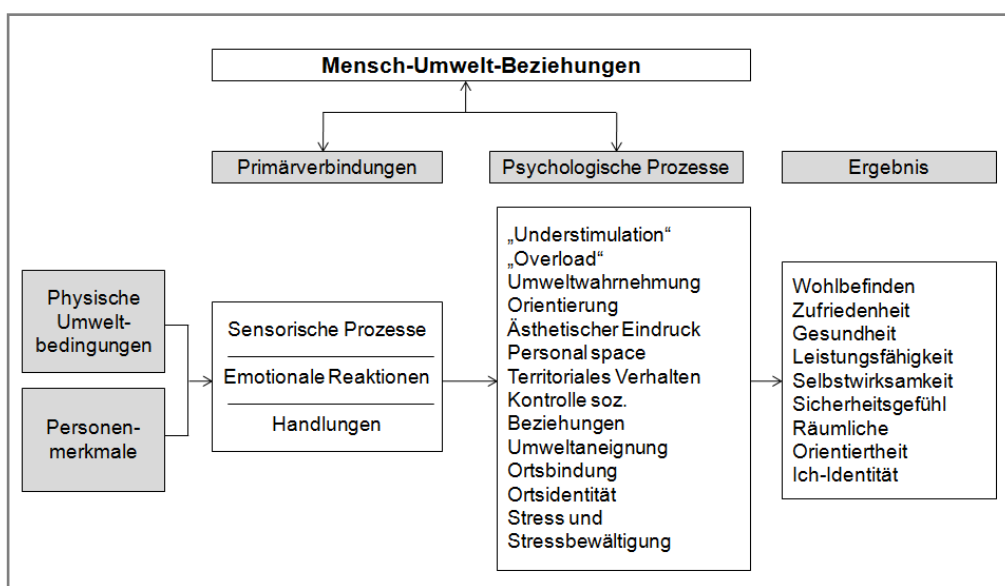 Mensch-Umwelt-Beziehungen
Primärverbindungen
Psychologische Prozesse
Ergebnis
Physische
Umwelt-
bedingungen
Personen-
merkmale
Sensorische Prozesse
Emotionale Reaktionen
Handlungen
„Understimulation“
„Overload“
Umweltwahrnehmung
Orientierung
Ästhetischer Eindruck
Personal space
Territoriales Verhalten
Kontrolle soz.
Beziehungen
Umweltaneignung
Ortsbindung
Ortsidentität
Stress und
Stressbewältigung
Wohlbefinden
Zufriedenheit
Gesundheit
Leistungsfähigkeit
Selbstwirksamkeit
Sicherheitsgefühl
Räumliche
Orientiertheit
Ich-Identität